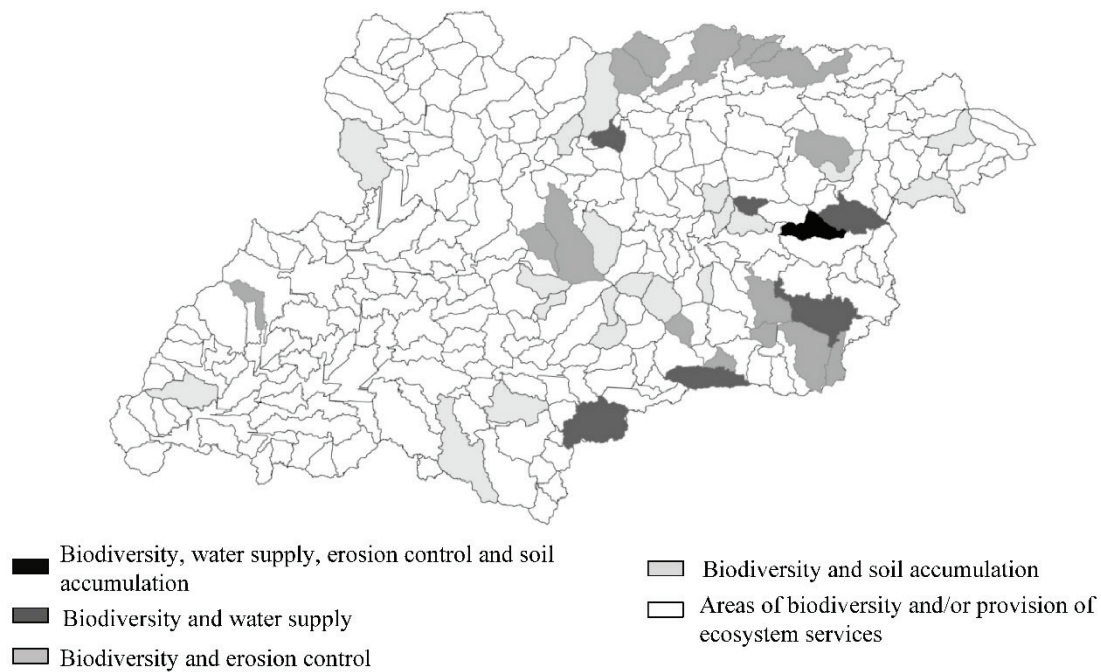 Biodiversity, water supply, erosion control and soil
accumulation
Biodiversity and water supply
Biodiversity and erosion control
Biodiversity and soil accumulation
Areas of biodiversity and/or provision of
ecosystem services